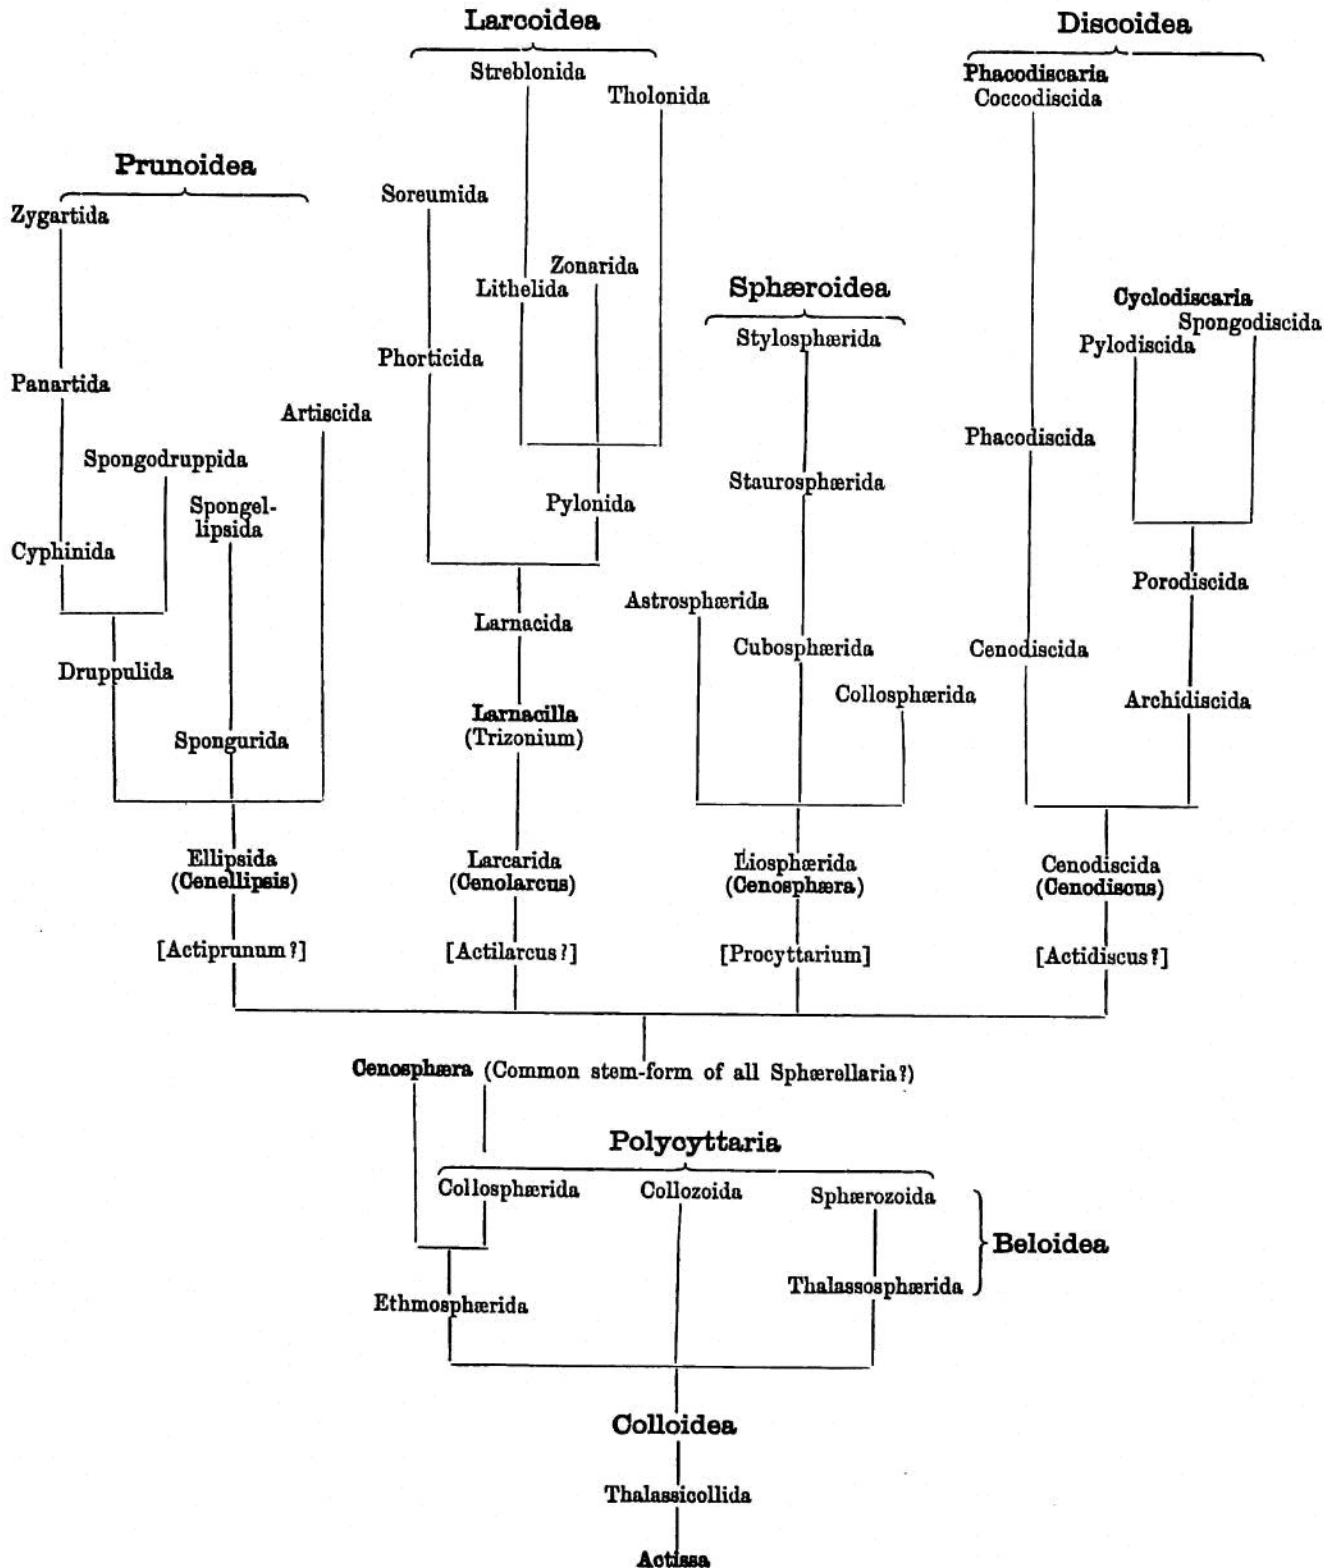 Larcoidea
Discoidea
Streblonida
Phacodiscaria
Tholonida
Coccodiscida
Prunoidea
Soreumida
Zygartida
Zonarida
Lithelida
Sphæroidea
Cyclodiscaria
Spongodiscida
Stylosphærida
Pylodiscida
Phorticida
Panartida
Artiscida
Phacodiscida
Spongodruppida
Staurosphærida
Spongel-
lipsida
Pylonida
Cyphinida
Porodiscida
Astrosphærida
Larnacida
Cubosphærida
Cenodiscida
Druppulida
Collosphærida
Archidiscida
Larnacilla
(Trizonium)
Spongurida
Ellipsida
(Cenellipsis)
Larcarida
(Cenolarcus)
Liosphærida
(Cenosphæra)
Cenodiscida
(Cenodiscus)
[Actiprunum?]
[Actilarcus?]
[Procyttarium]
[Actidiscus?]
Cenosphæra (Common stem-form of all Sphærellaria?)
Polycyttaria
Collosphærida
Collozoida
Sphærozoida
Beloidea
Thalassosphærida
Ethmosphærida
Colloidea
Thalassicollida
Actissa